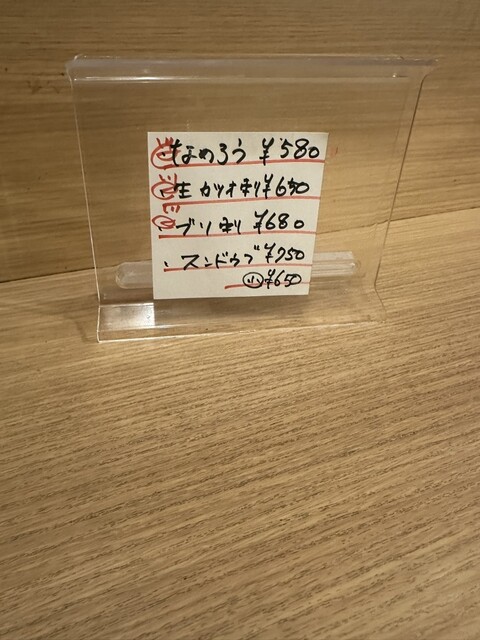 なめろう ¥580
生カツオ刺 ¥650
ブリ刺 ¥680
・スンドゥブ ¥750
小 ¥650